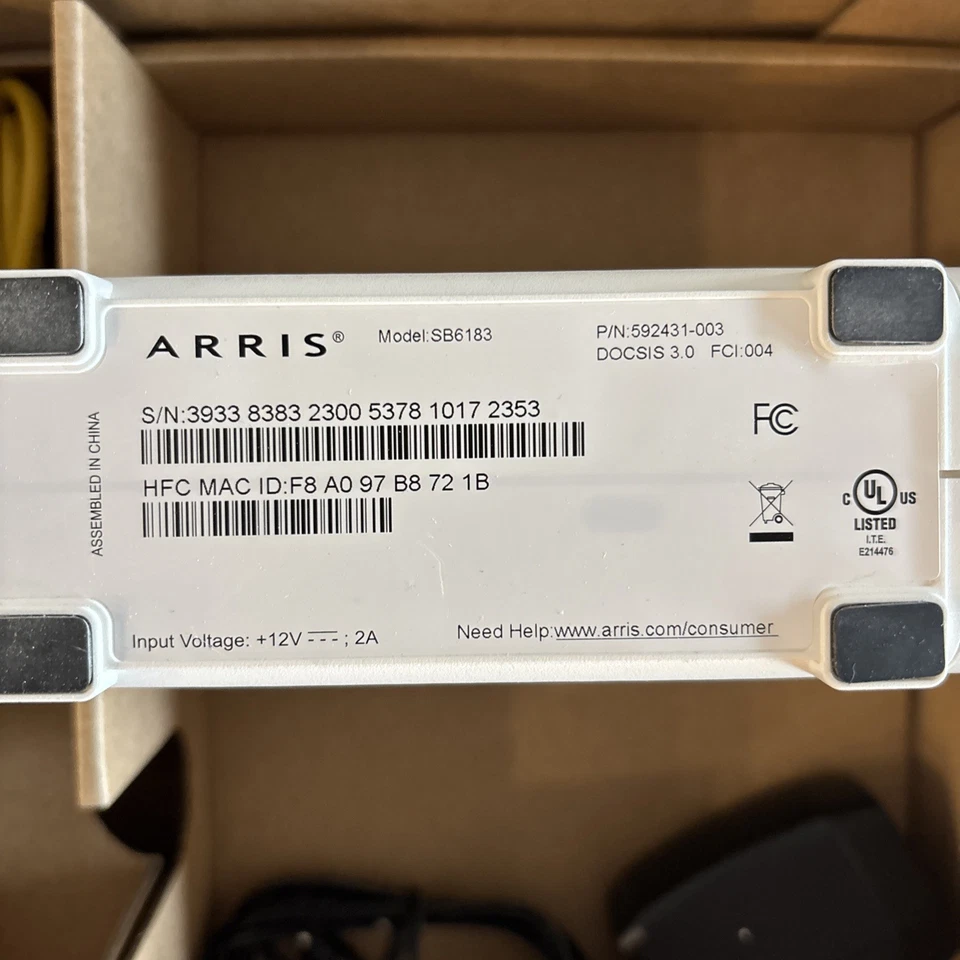 ARRIS® Model:SB6183 P/N:592431-003
DOCSIS 3.0 FCI:004
S/N:3933 8383 2300 5378 1017 2353
FC
HFC MAC ID:F8 A0 97 B8 72 1B
ASSEMBLED IN CHINA
C UL US
LISTED
I.T.E.
E214476
Input Voltage: +12V ⎓ ; 2A
Need Help:www.arris.com/consumer